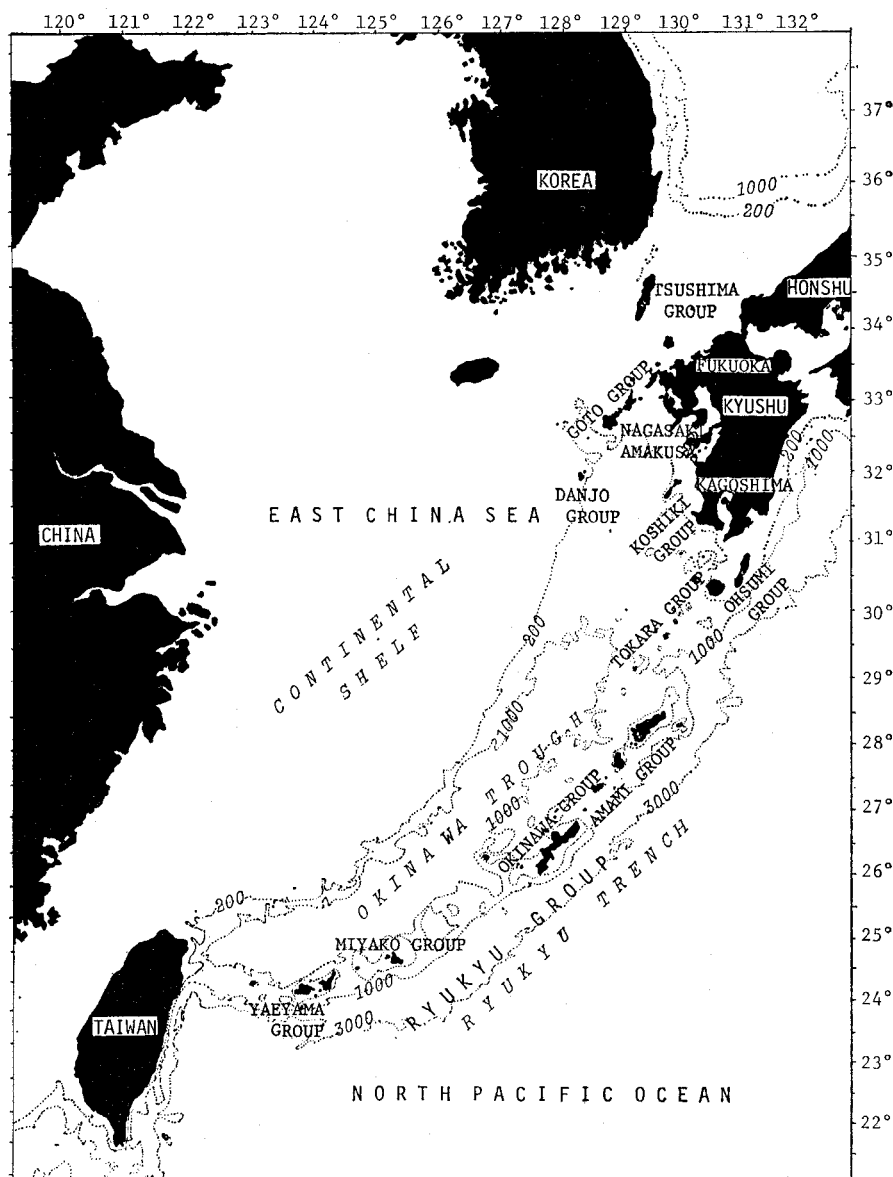 120° 121° 122° 123° 124° 125° 126° 127° 128° 129° 130° 131° 132°
37°
KOREA
36°
1000
200
35°
TSUSHIMA
GROUP
HONSHU
34°
FUKUOKA
GOTO GROUP
33°
KYUSHU
NAGASAKI
AMAKUSA
200
1000
32°
KAGOSHIMA
DANJO
GROUP
EAST CHINA SEA
KOSHIKI
GROUP
CHINA
31°
CONTINENTAL
SHELF
TOKARA GROUP
OHSUMI
GROUP
30°
200
1000
29°
1000
28°
OKINAWA TROUGH
1000
OKINAWA GROUP
AMAMI GROUP
3000
27°
26°
200
RYUKYU GROUP
RYUKYU TRENCH
25°
MIYAKO GROUP
1000
24°
YAEYAMA
GROUP
3000
TAIWAN
23°
NORTH PACIFIC OCEAN
22°